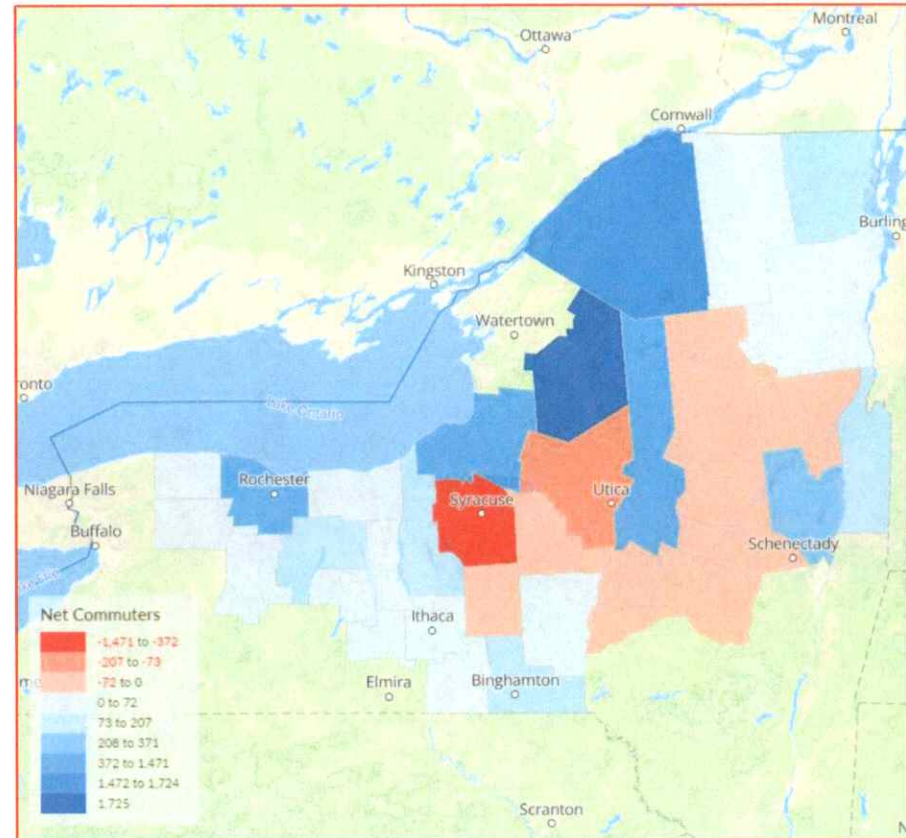 Montreal
Ottawa
Cornwall
Burling
Kingston
Watertown
ronto
Lake Ontario
Rochester
Niagara Falls
Syracuse
Utica
Buffalo
Schenectady
Net Commuters
-1,471 to -372
-207 to -73
-72 to 0
0 to 72
73 to 207
208 to 371
372 to 1,471
1,472 to 1,724
1,725
Ithaca
Elmira
Binghamton
Scranton
N